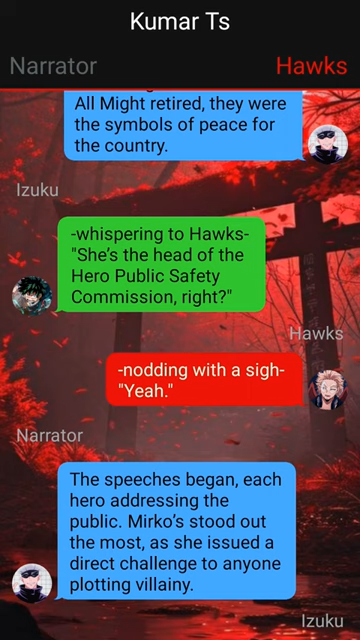 Kumar Ts
Narrator
Hawks
All Might retired, they were
the symbols of peace for
the country.
Izuku
-whispering to Hawks-
"She's the head of the
Hero Public Safety
Commission, right?"
Hawks
-nodding with a sigh-
"Yeah."
Narrator
The speeches began, each
hero addressing the
public. Mirko's stood out
the most, as she issued a
direct challenge to anyone
plotting villainy.
Izuku